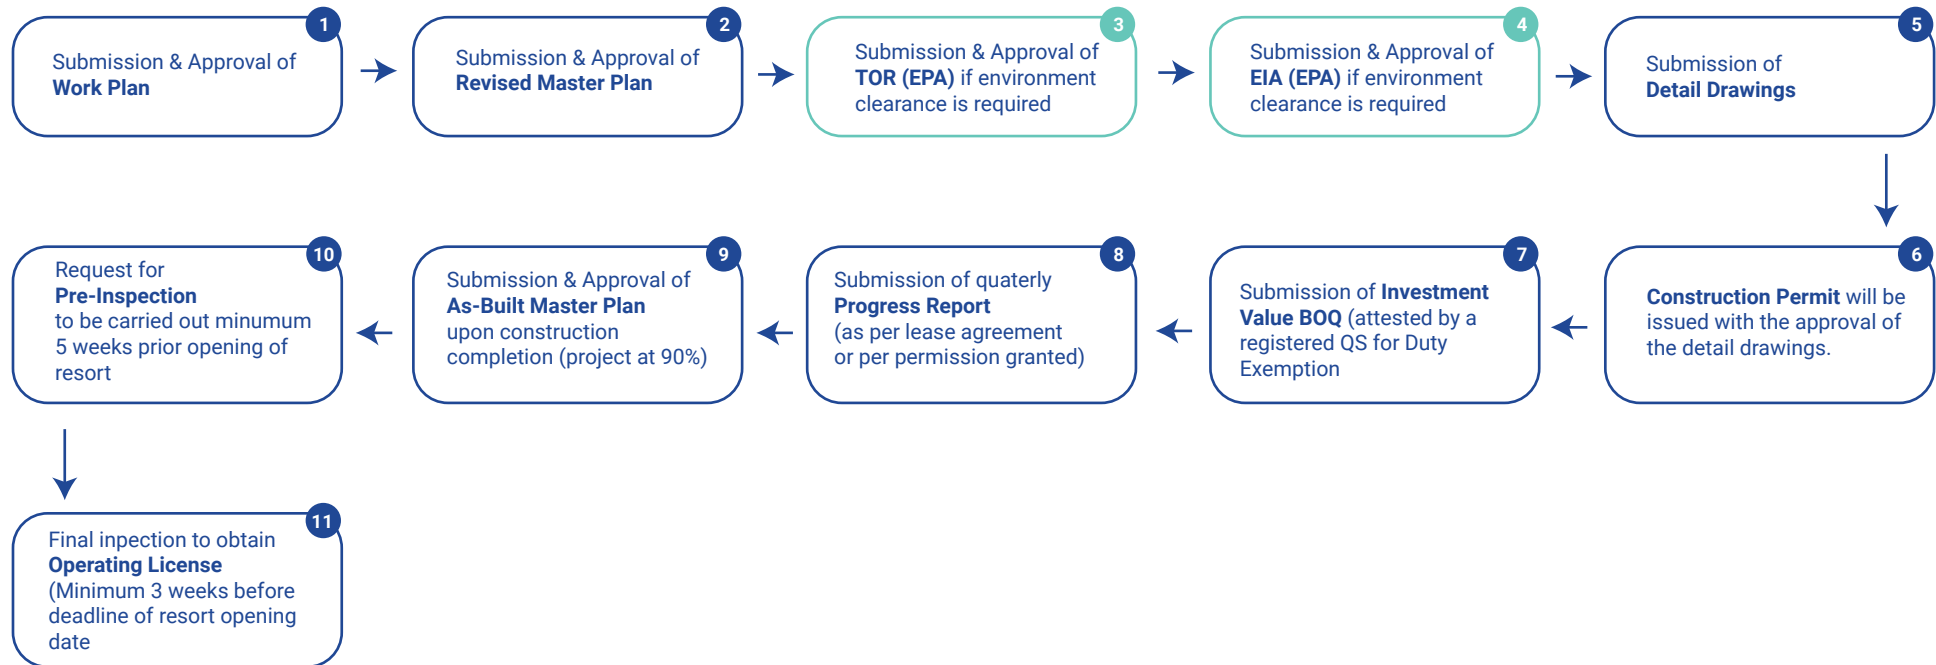 1
Submission & Approval of
Work Plan
2
Submission & Approval of
Revised Master Plan
3
Submission & Approval of
TOR (EPA) if environment
clearance is required
4
Submission & Approval of
EIA (EPA) if environment
clearance is required
5
Submission of
Detail Drawings
6
Construction Permit will be
issued with the approval of
the detail drawings.
7
Submission of Investment
Value BOQ (attested by a
registered QS for Duty
Exemption
8
Submission of quaterly
Progress Report
(as per lease agreement
or per permission granted)
9
Submission & Approval of
As-Built Master Plan
upon construction
completion (project at 90%)
10
Request for
Pre-Inspection
to be carried out minumum
5 weeks prior opening of
resort
11
Final inpection to obtain
Operating License
(Minimum 3 weeks before
deadline of resort opening
date